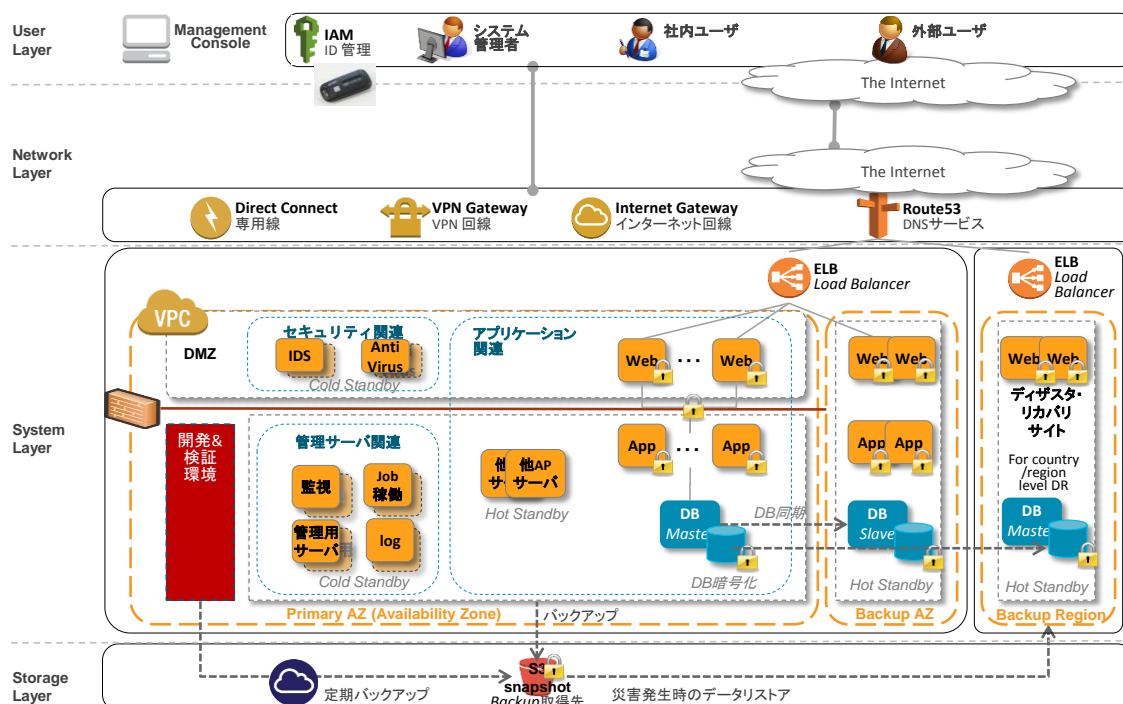 User
Layer
Management
Console
IAM
ID 管理
システム
管理者
社内ユーザ
外部ユーザ
The Internet
Network
Layer
The Internet
Direct Connect
専用線
VPN Gateway
VPN 回線
Internet Gateway
インターネット回線
Route53
DNSサービス
System
Layer
ELB
Load Balancer
ELB
Load
Balancer
VPC
DMZ
セキュリティ関連
IDS
Anti
Virus
Cold Standby
アプリケーション
関連
Web
...
Web
Web
Web
Web
Web
ディザスタ・
リカバリ
サイト
開発&
検証
環境
管理サーバ関連
監視
Job
稼働
管理用
サーバ
log
Cold Standby
他AP
サーバ
Hot Standby
App
...
App
App
App
For country
/region
level DR
DB
Master
DB同期
DB
Slave
DB
Master
DB暗号化
Hot Standby
Hot Standby
Primary AZ (Availability Zone)
Backup AZ
Backup Region
バックアップ
Storage
Layer
定期バックアップ
S3
snapshot
Backup取得先
災害発生時のデータリストア